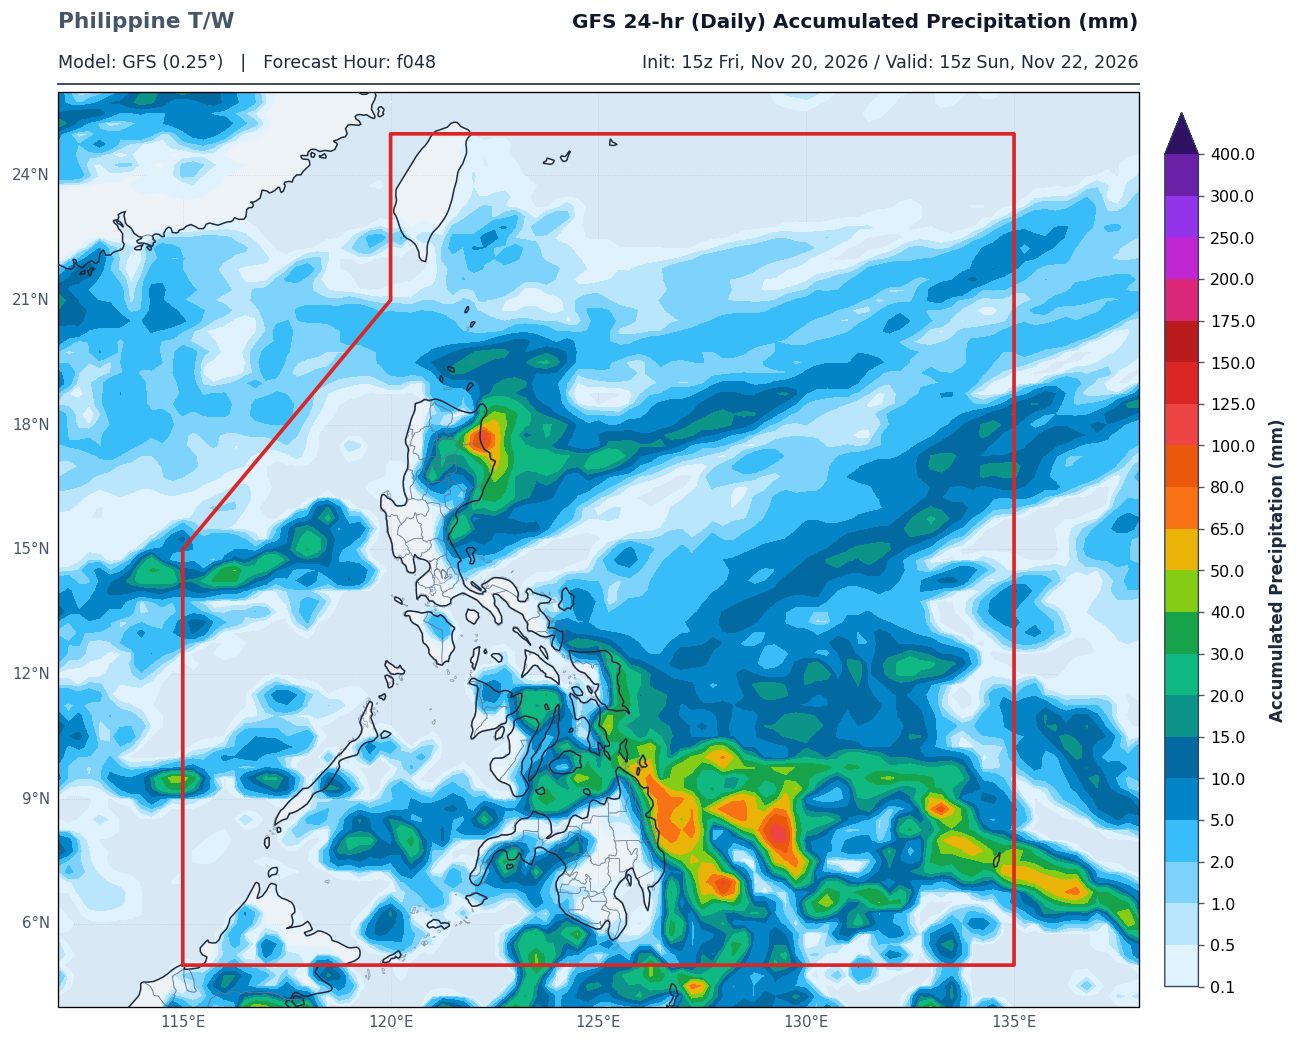 Philippine T/W
GFS 24-hr (Daily) Accumulated Precipitation (mm)
Model: GFS (0.25°)   |   Forecast Hour: f048
Init: 15z Fri, Nov 20, 2026 / Valid: 15z Sun, Nov 22, 2026
24°N
21°N
18°N
15°N
12°N
9°N
6°N
115°E
120°E
125°E
130°E
135°E
400.0
300.0
250.0
200.0
175.0
150.0
125.0
100.0
80.0
65.0
50.0
40.0
30.0
20.0
15.0
10.0
5.0
2.0
1.0
0.5
0.1
Accumulated Precipitation (mm)